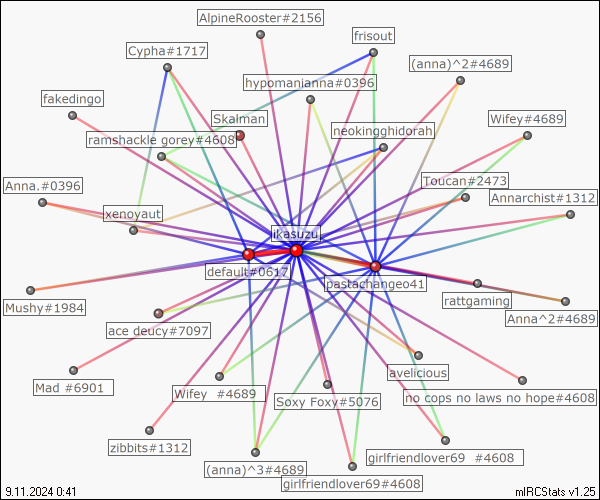 AlpineRooster#2156
frisout
Cypha#1717
(anna)^2#4689
hypomanianna#0396
fakedingo
Skalman
Wifey#4689
neokingghidorah
ramshackle gorey#4608
Toucan#2473
Anna.#0396
Annarchist#1312
xenoyaut
ikasuzu
default#0617
pastachangeo41
rattgaming
Mushy#1984
Anna^2#4689
ace deucy#7097
avelicious
Mad #6901
Wifey #4689
Soxy Foxy#5076
no cops no laws no hope#4608
zibbits#1312
girlfriendlover69 #4608
(anna)^3#4689
girlfriendlover69#4608
9.11.2024 0:41
mIRCStats v1.25